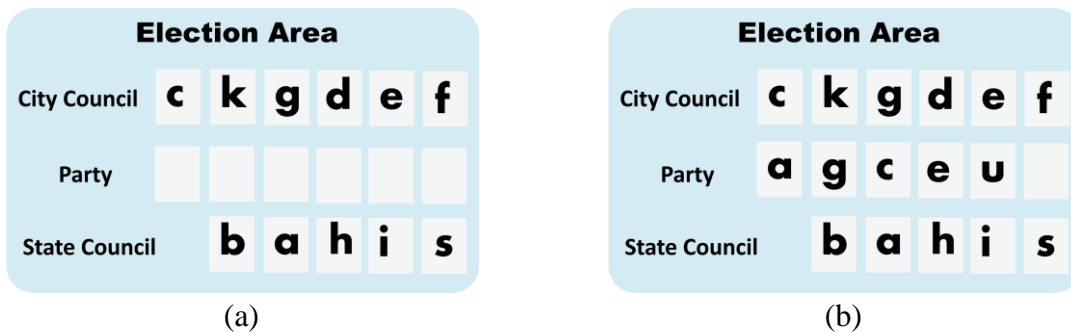 Election Area
City Council c k g d e f
Party
State Council b a h i s
(a)
Election Area
City Council c k g d e f
Party a g c e u
State Council b a h i s
(b)